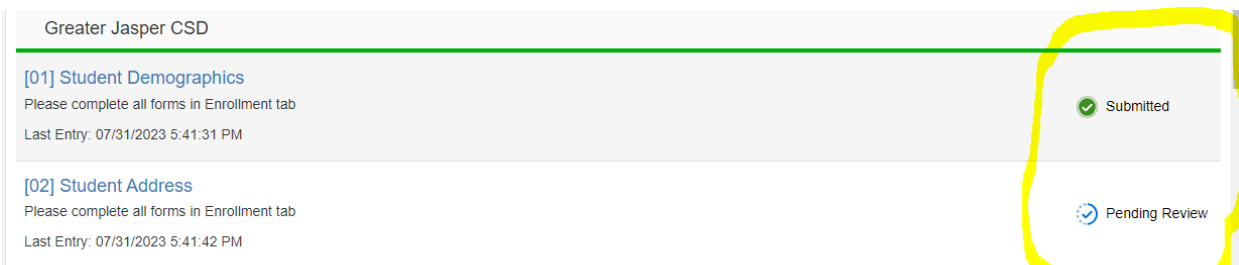 Greater Jasper CSD
[01] Student Demographics
Please complete all forms in Enrollment tab
Last Entry: 07/31/2023 5:41:31 PM
Submitted
[02] Student Address
Please complete all forms in Enrollment tab
Last Entry: 07/31/2023 5:41:42 PM
Pending Review